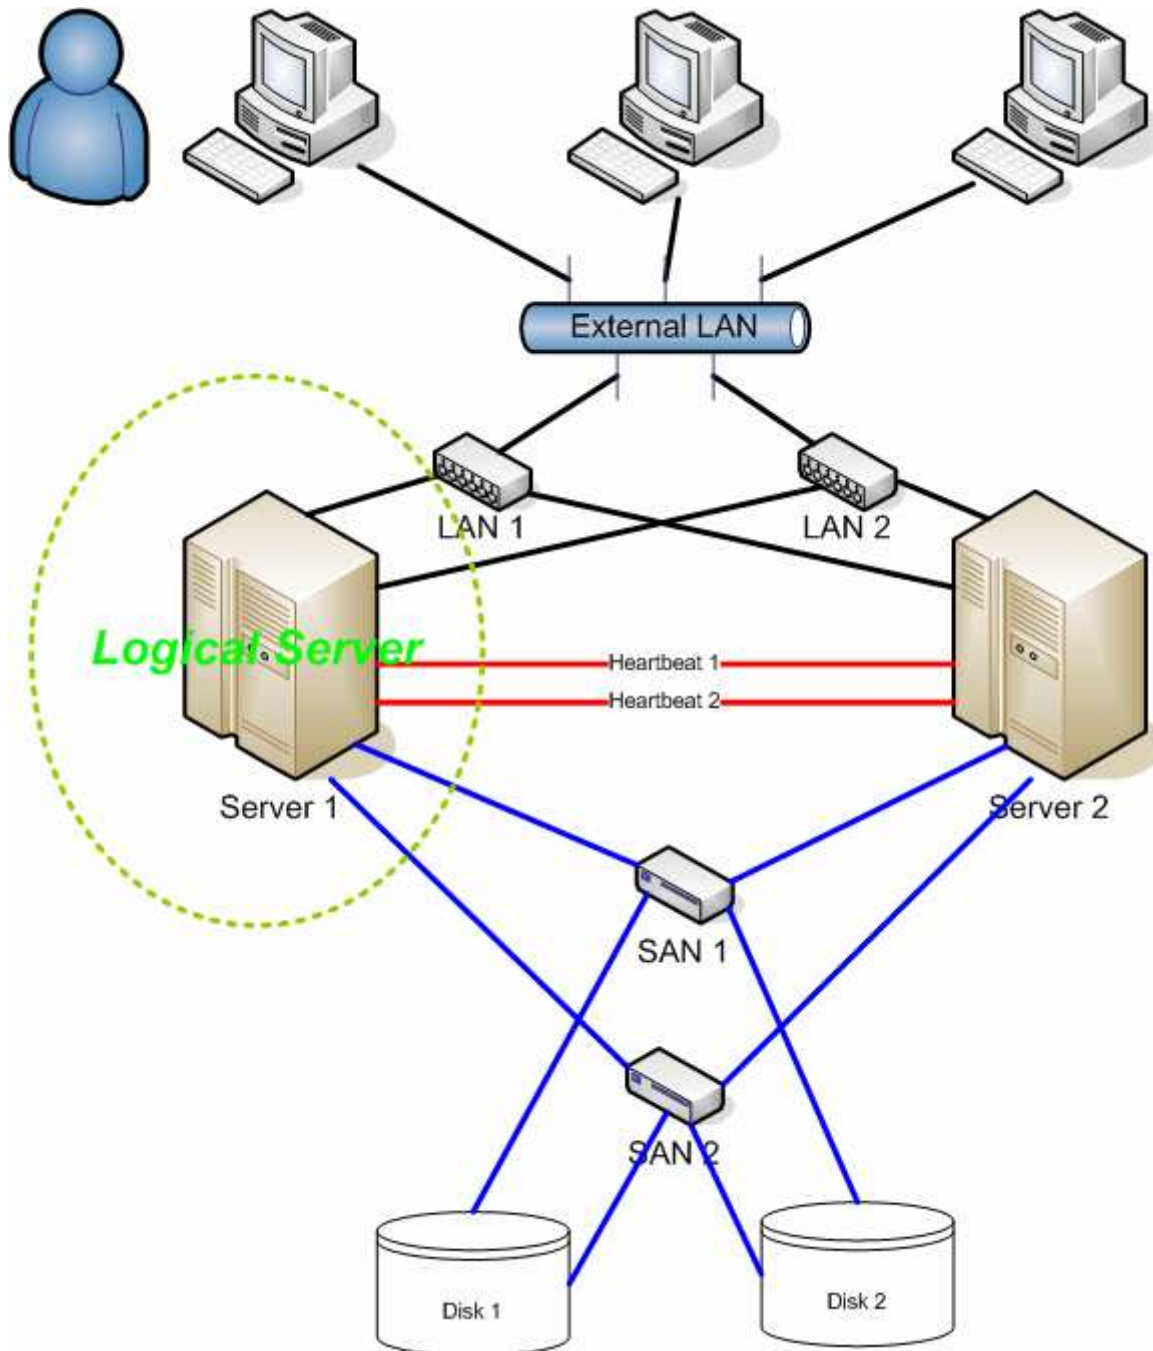 External LAN
LAN 1
LAN 2
Logical Server
Heartbeat 1
Heartbeat 2
Server 1
Server 2
SAN 1
SAN 2
Disk 1
Disk 2